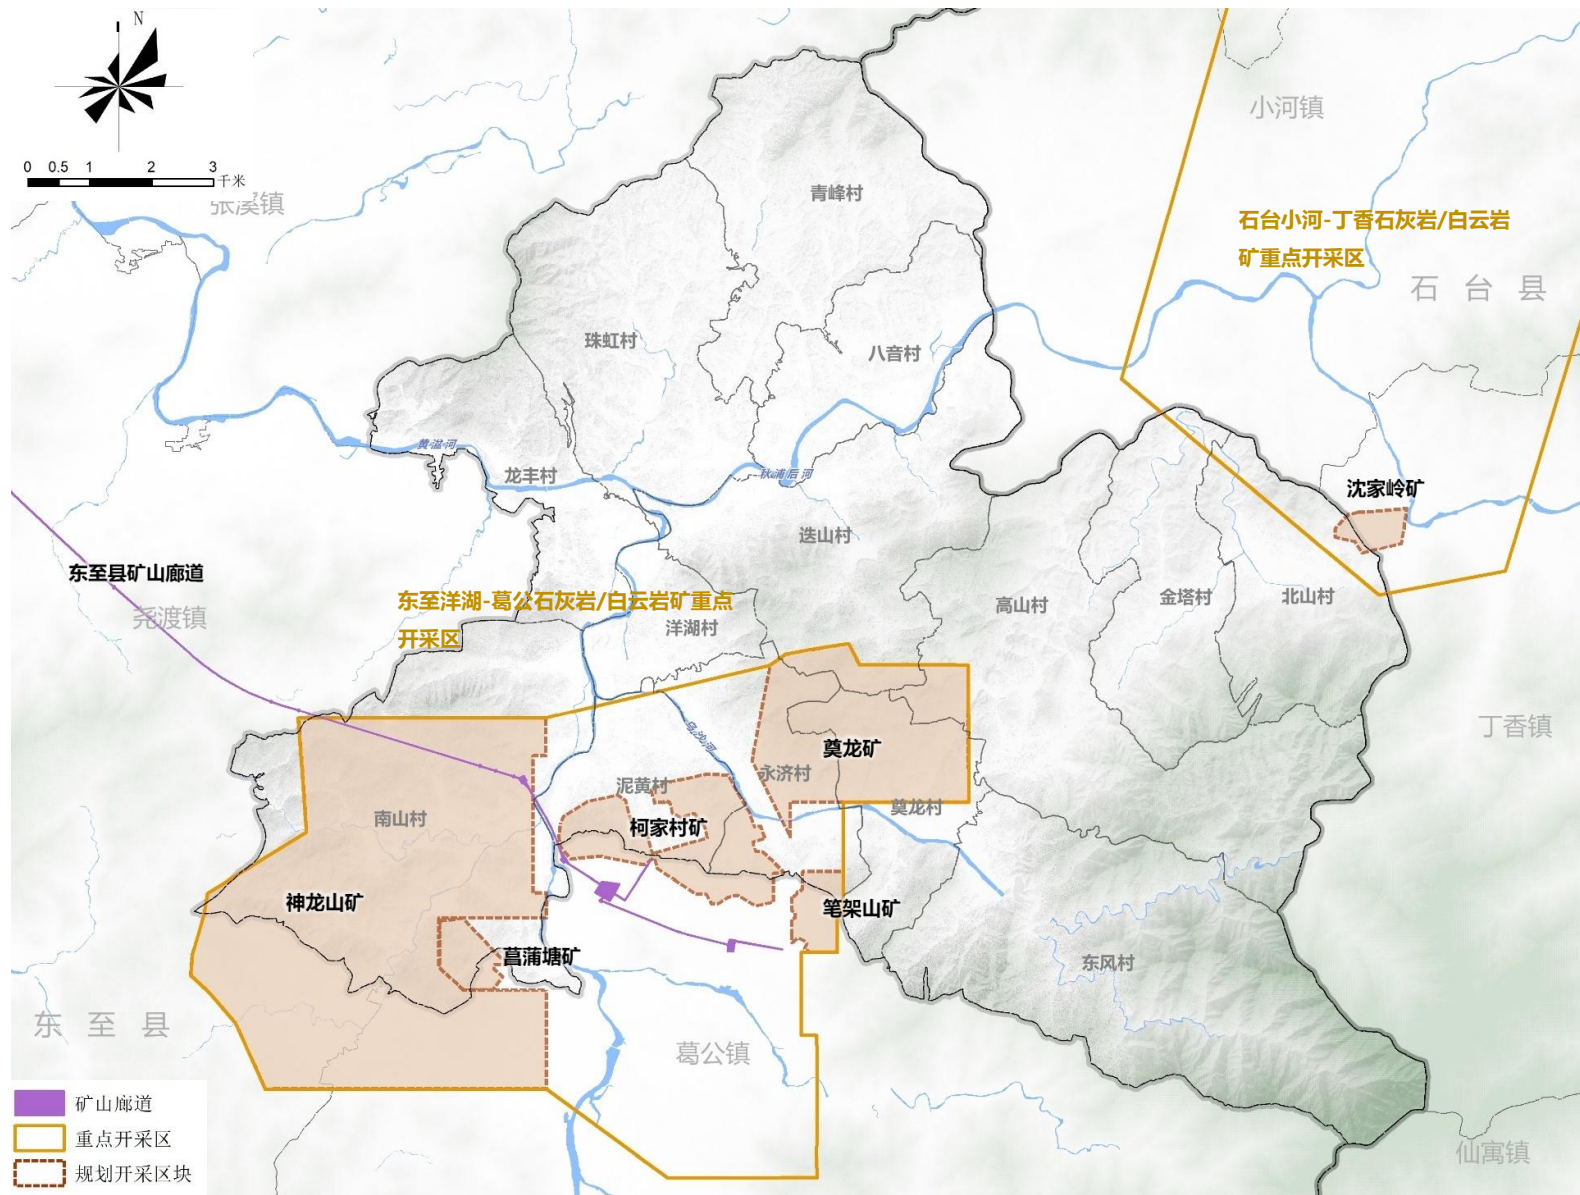 N
0 0.5 1 2 3
千米
张溪镇
小河镇
青峰村
石台小河-丁香石灰岩/白云岩
矿重点开采区
石台县
珠虹村
八音村
黄湓河
龙丰村
秋浦后河
沈家岭矿
迭山村
东至县矿山廊道
尧渡镇
东至洋湖-葛公石灰岩/白云岩矿重点
开采区
洋湖村
高山村
金塔村
北山村
丁香镇
乌沙河
奠龙矿
永济村
泥黄村
奠龙村
南山村
柯家村矿
神龙山矿
笔架山矿
菖蒲塘矿
东风村
东至县
葛公镇
仙寓镇
矿山廊道
重点开采区
规划开采区块